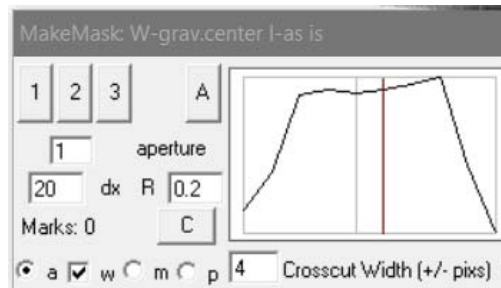 MakeMask: W-grav.center I-as is
1 2 3 A
1 aperture
20 dx R 0.2
Marks: 0 C
a w m p 4 Crosscut Width (+/- pixs)